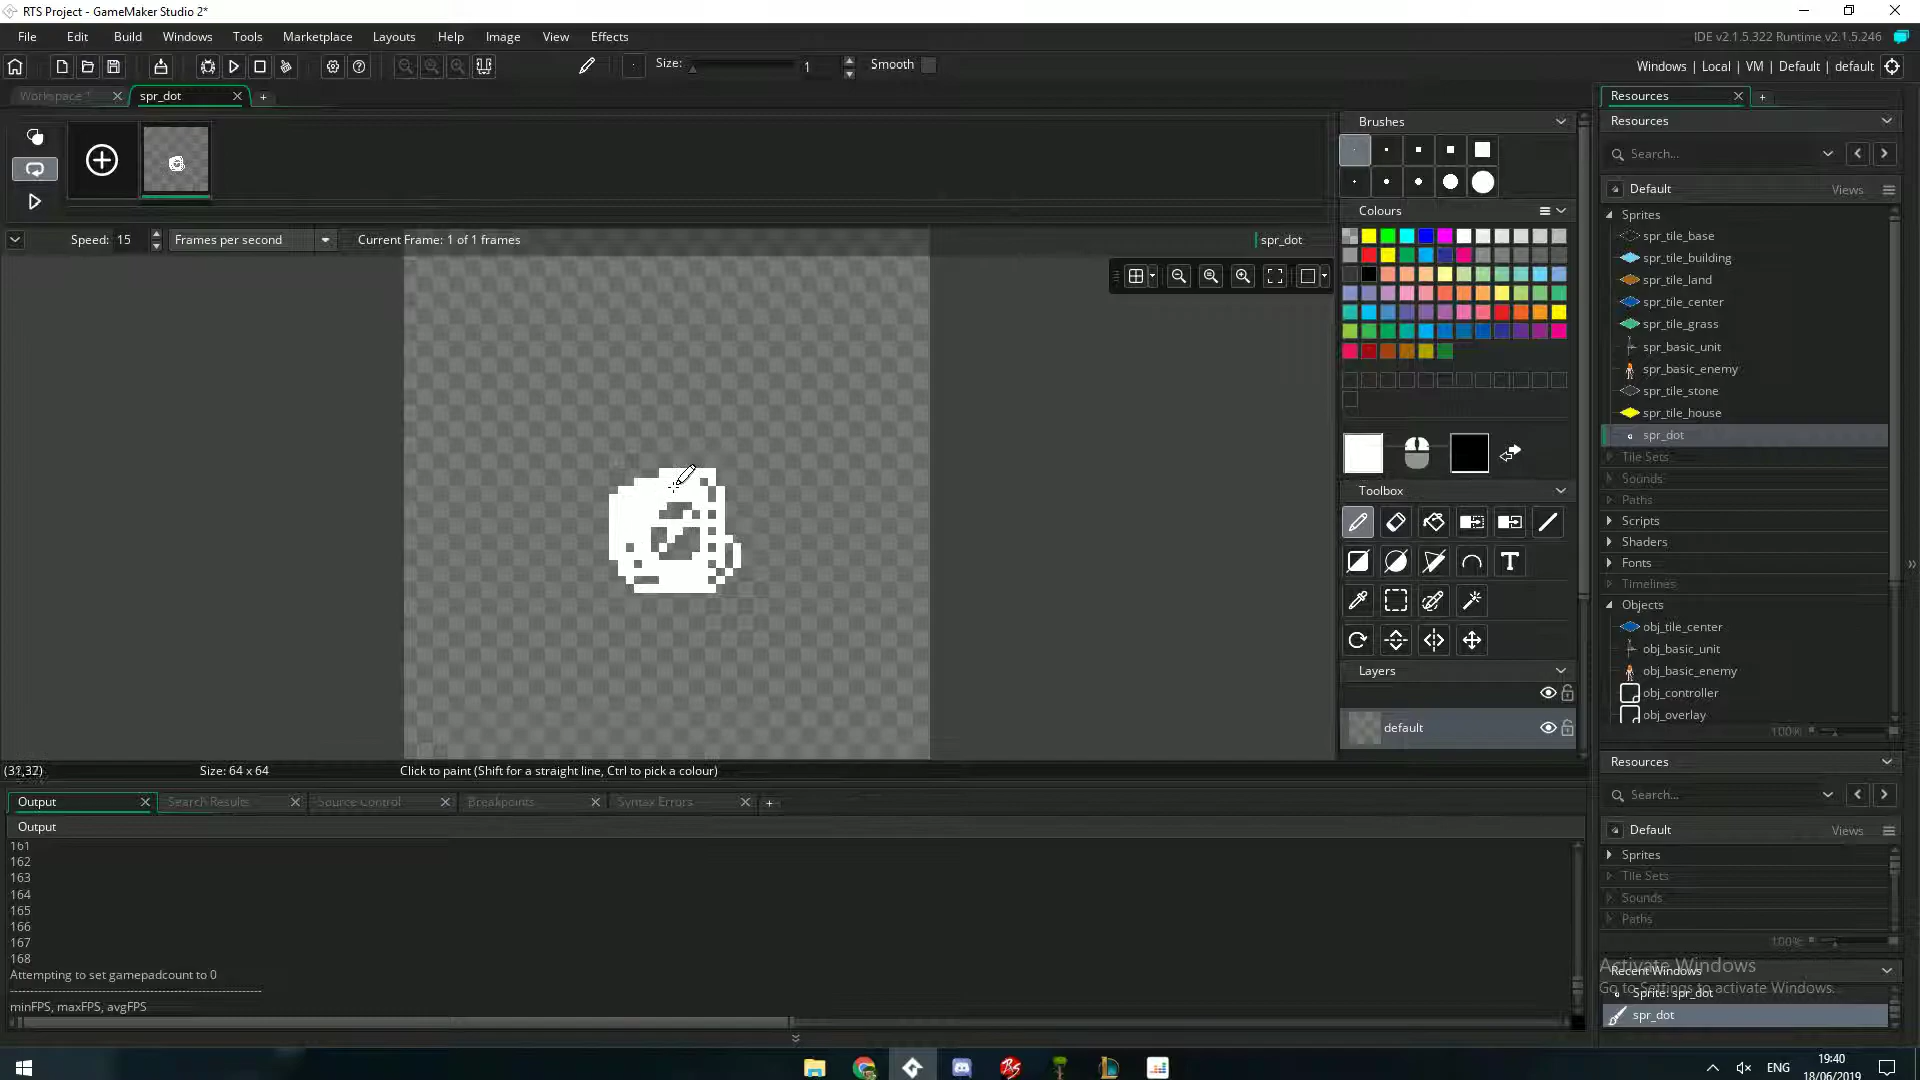 RTS Project - GameMaker Studio 2*
File Edit Build Windows Tools Marketplace Layouts Help Image View Effects
IDE v2.1.5.322 Runtime v2.1.5.246
Size: 1 Smooth
Windows | Local | VM | Default | default
Workspace 1 spr_dot
Speed: 15 Frames per second Current Frame: 1 of 1 frames spr_dot
Brushes
Colours
Toolbox
Layers
default
(31,32) Size: 64 x 64 Click to paint (Shift for a straight line, Ctrl to pick a colour)
Output Search Results Source Control Breakpoints Syntax Errors
Output
161
162
163
164
165
166
167
168
Attempting to set gamepadcount to 0
minFPS, maxFPS, avgFPS
Resources
Resources
Search...
Default Views
Sprites
spr_tile_base
spr_tile_building
spr_tile_land
spr_tile_center
spr_tile_grass
spr_basic_unit
spr_basic_enemy
spr_tile_stone
spr_tile_house
spr_dot
Tile Sets
Sounds
Paths
Scripts
Shaders
Fonts
Timelines
Objects
obj_tile_center
obj_basic_unit
obj_basic_enemy
obj_controller
obj_overlay
100%
Resources
Search...
Default Views
Sprites
Tile Sets
Sounds
Paths
100%
Activate Windows
Go to Settings to activate Windows.
Recent Windows
Sprite: spr_dot
spr_dot
ENG
19:40
18/06/2019